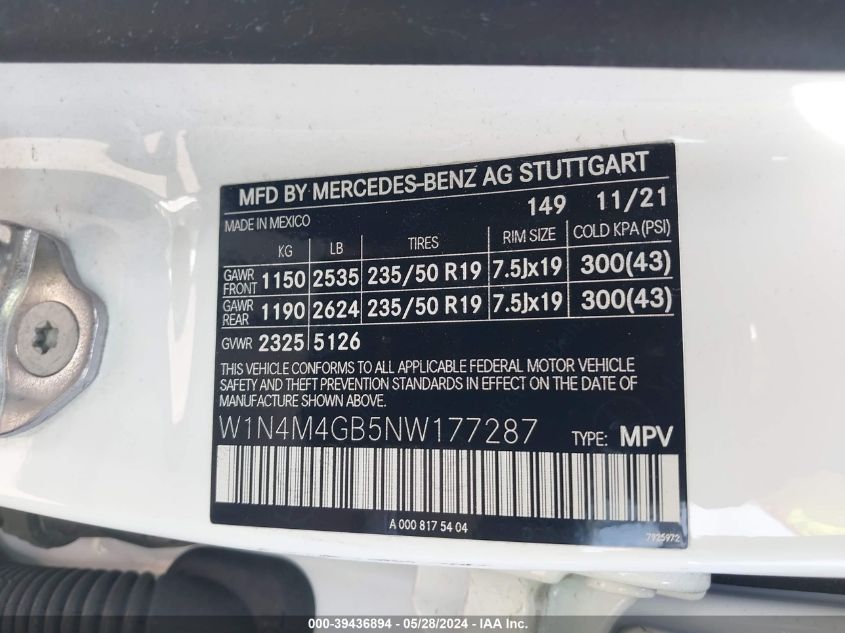 MFD BY MERCEDES-BENZ AG STUTTGART
MADE IN MEXICO 149 11/21
KG LB TIRES RIM SIZE COLD KPA (PSI)
GAWR FRONT 1150 2535 235/50 R19 7.5Jx19 300(43)
GAWR REAR 1190 2624 235/50 R19 7.5Jx19 300(43)
GVWR 2325 5126
THIS VEHICLE CONFORMS TO ALL APPLICABLE FEDERAL MOTOR VEHICLE
SAFETY AND THEFT PREVENTION STANDARDS IN EFFECT ON THE DATE OF
MANUFACTURE SHOWN ABOVE.
W1N4M4GB5NW177287 TYPE: MPV
A 000 817 54 04
7925972
000-39436894 - 05/28/2024 - IAA Inc.